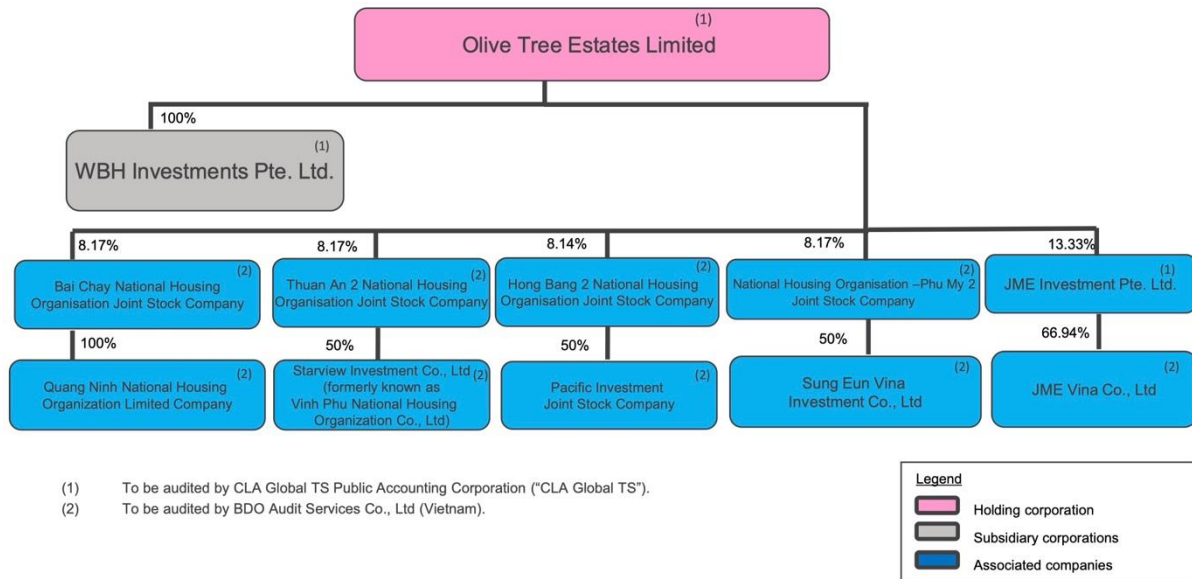 (1)
Olive Tree Estates Limited
100%
(1)
WBH Investments Pte. Ltd.
8.17%
8.17%
8.14%
8.17%
13.33%
(2)
Bai Chay National Housing
Organisation Joint Stock Company
(2)
Thuan An 2 National Housing
Organisation Joint Stock Company
(2)
Hong Bang 2 National Housing
Organisation Joint Stock Company
(2)
National Housing Organisation –Phu My 2
Joint Stock Company
(1)
JME Investment Pte. Ltd.
100%
50%
50%
50%
66.94%
(2)
Quang Ninh National Housing
Organization Limited Company
Starview Investment Co., Ltd
(formerly known as (2)
Vinh Phu National Housing
Organization Co., Ltd)
(2)
Pacific Investment
Joint Stock Company
(2)
Sung Eun Vina
Investment Co., Ltd
(2)
JME Vina Co., Ltd
(1) To be audited by CLA Global TS Public Accounting Corporation (“CLA Global TS”).
(2) To be audited by BDO Audit Services Co., Ltd (Vietnam).
Legend
Holding corporation
Subsidiary corporations
Associated companies